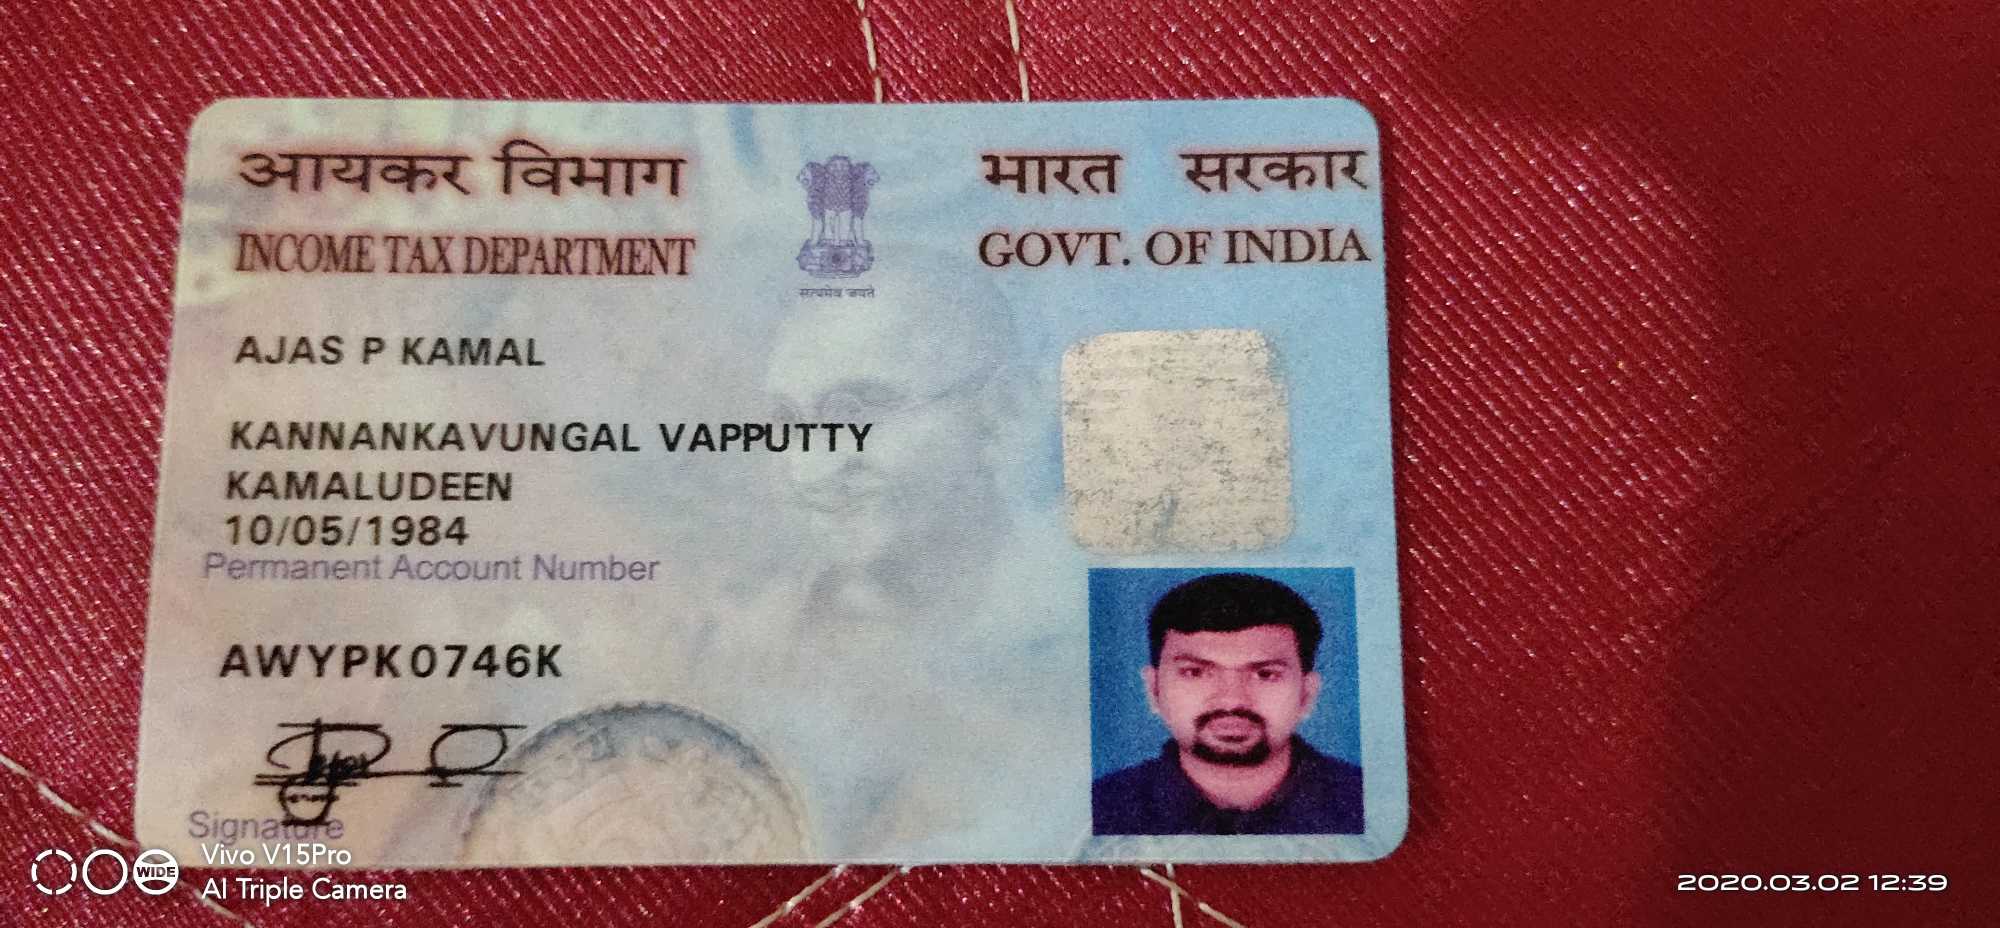 आयकर विभाग
INCOME TAX DEPARTMENT
सत्यमेव जयते
भारत सरकार
GOVT. OF INDIA
AJAS P KAMAL
KANNANKAVUNGAL VAPPUTTY
KAMALUDEEN
10/05/1984
Permanent Account Number
AWYPK0746K
Signature
WIDE
Vivo V15Pro
AI Triple Camera
2020.03.02 12:39